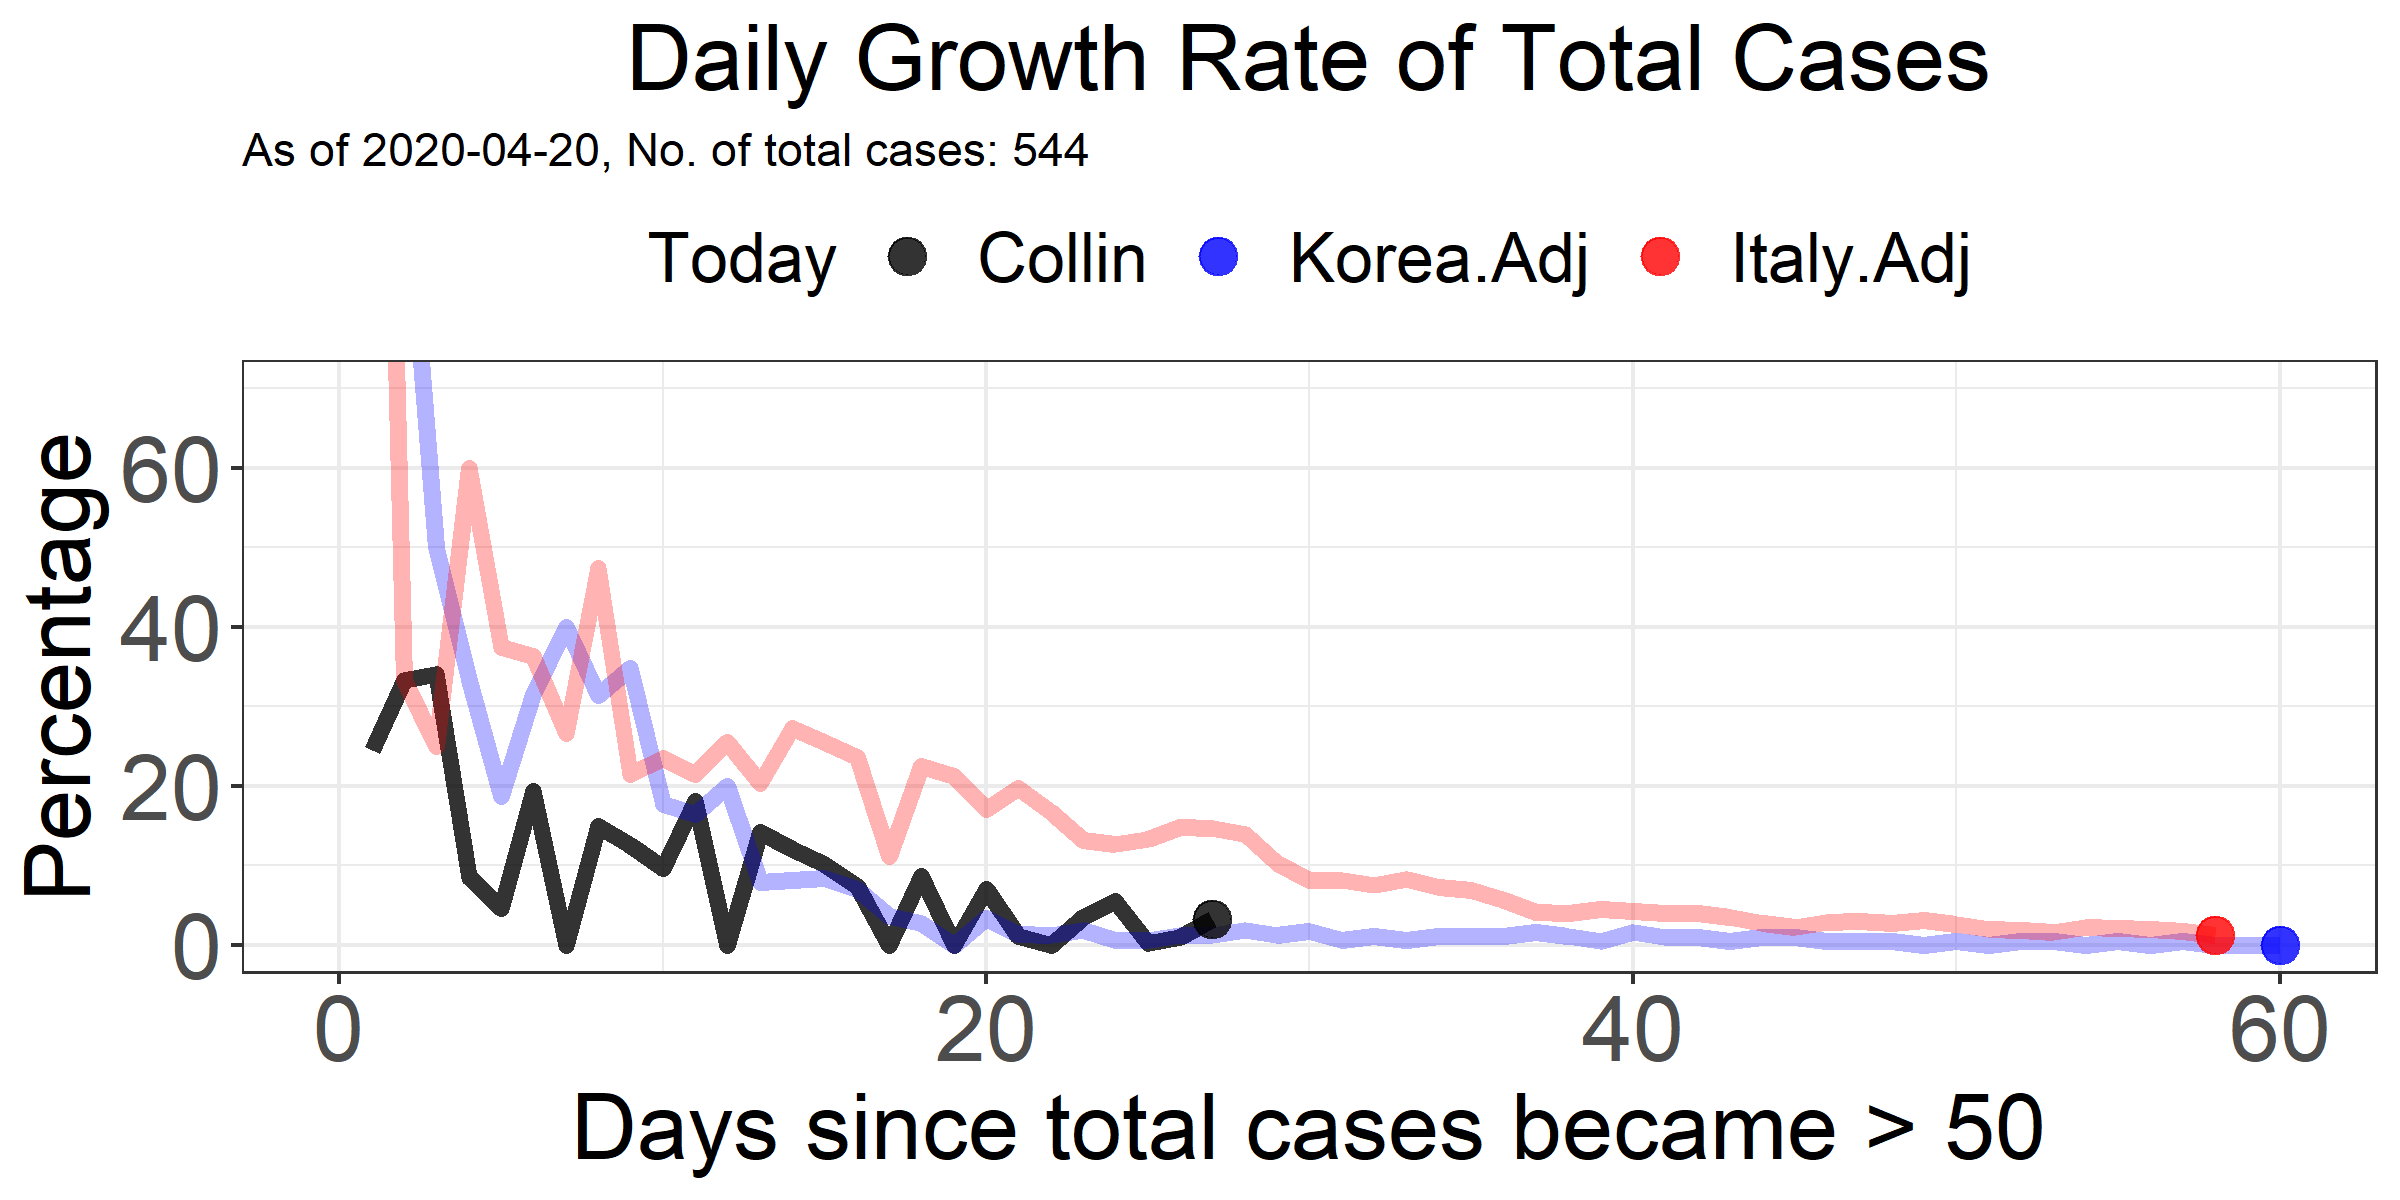 Daily Growth Rate of Total Cases
As of 2020-04-20, No. of total cases: 544
Today Collin Korea.Adj Italy.Adj
Percentage
60
40
20
0
0 20 40 60
Days since total cases became > 50